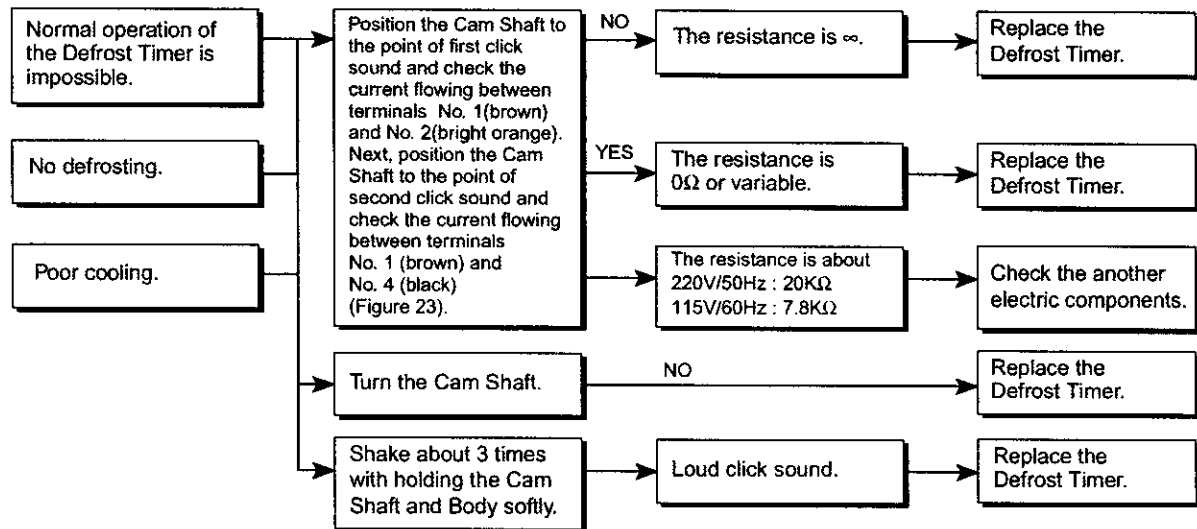 Normal operation of
the Defrost Timer is
impossible.
No defrosting.
Poor cooling.
Position the Cam Shaft to
the point of first click
sound and check the
current flowing between
terminals No. 1(brown)
and No. 2(bright orange).
Next, position the Cam
Shaft to the point of
second click sound and
check the current flowing
between terminals
No. 1 (brown) and
No. 4 (black)
(Figure 23).
NO
The resistance is ∞.
Replace the
Defrost Timer.
YES
The resistance is
0Ω or variable.
Replace the
Defrost Timer.
The resistance is about
220V/50Hz : 20KΩ
115V/60Hz : 7.8KΩ
Check the another
electric components.
Turn the Cam Shaft.
NO
Replace the
Defrost Timer.
Shake about 3 times
with holding the Cam
Shaft and Body softly.
Loud click sound.
Replace the
Defrost Timer.